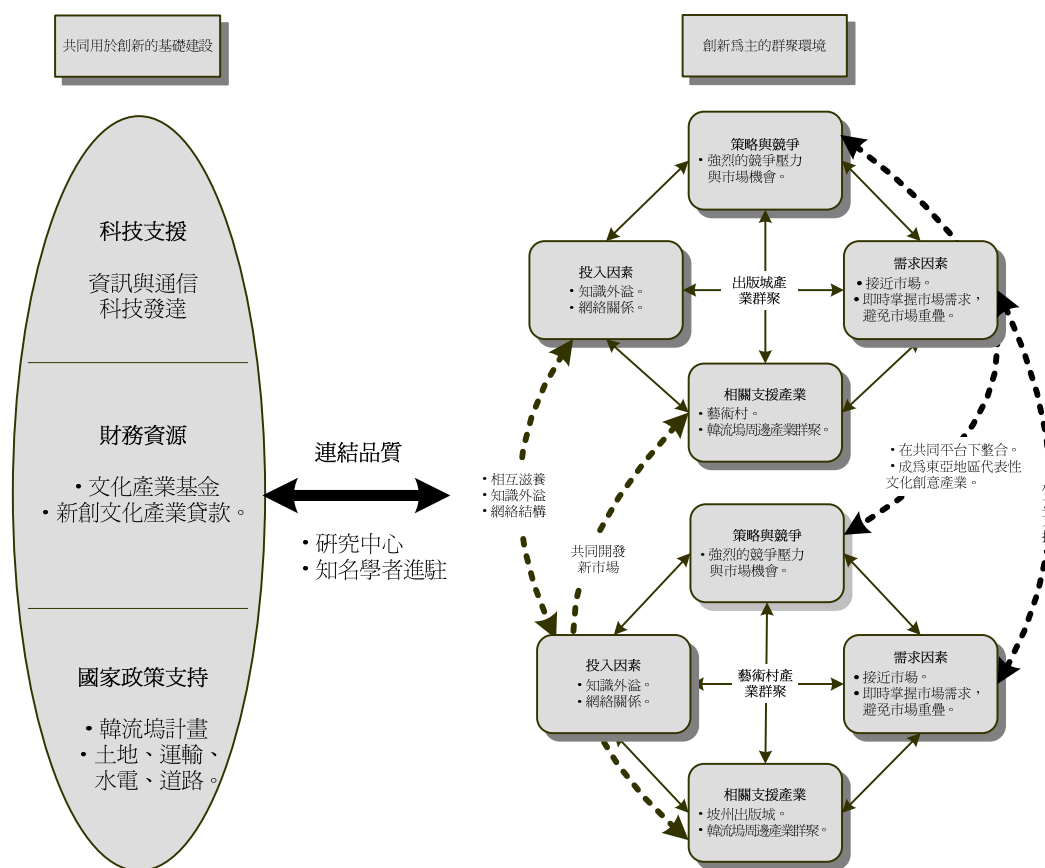 共同用於創新的基礎建設
創新為主的群聚環境
科技支援
資訊與通信
科技發達
財務資源
•文化產業基金
•新創文化產業貸款。
國家政策支持
•韓流塢計畫
•土地、運輸、
水電、道路。
連結品質
•研究中心
•知名學者進駐
策略與競爭
•強烈的競爭壓力
與市場機會。
投入因素
•知識外溢。
•網絡關係。
出版城產
業群聚
需求因素
•接近市場。
•即時掌握市場需求，
避免市場重疊。
相關支援產業
•藝術村。
•韓流塢周邊產業群聚。
•相互滋養
•知識外溢
•網絡結構
共同開發
新市場
•在共同平台下整合。
•成為東亞地區代表性
文化創意產業。
策略與競爭
•強烈的競爭壓力
與市場機會。
投入因素
•知識外溢。
•網絡關係。
藝術村產
業群聚
需求因素
•接近市場。
•即時掌握市場需求，
避免市場重疊。
相關支援產業
•坡州出版城。
•韓流塢周邊產業群聚。